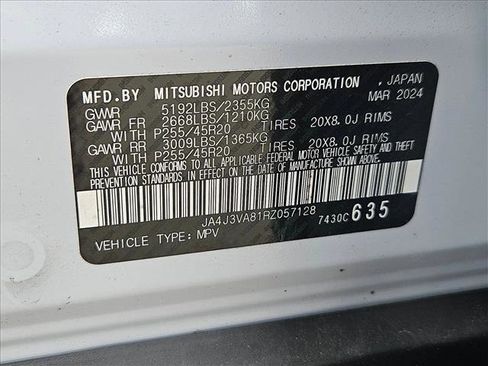 MFD.BY MITSUBISHI MOTORS CORPORATION , JAPAN
GVWR 5192LBS/2355KG MAR 2024
GAWR FR 2668LBS/1210KG
WITH P255/45R20 TIRES 20X8.0J RIMS
GAWR RR 3009LBS/1365KG
WITH P255/45R20 TIRES 20X8.0J RIMS
THIS VEHICLE CONFORMS TO ALL APPLICABLE FEDERAL MOTOR VEHICLE SAFETY AND THEFT
PREVENTION STANDARDS IN EFFECT ON THE DATE OF MANUFACTURE SHOWN ABOVE.
JA4J3VA81RZ057128 7430C 635
VEHICLE TYPE: MPV